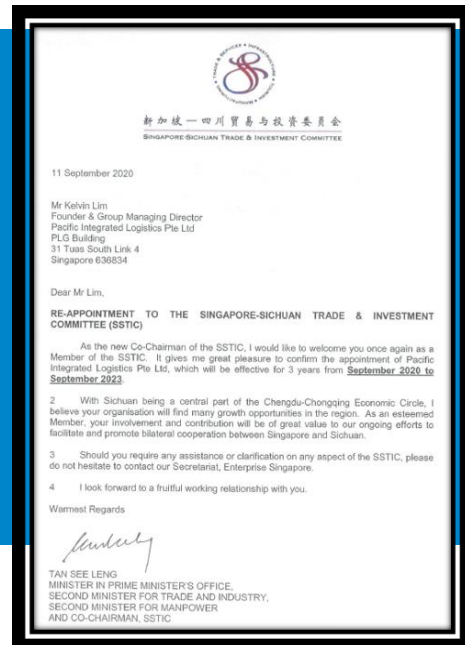 TRADE & SERVICES • INFRASTRUCTURE •
新加坡—四川贸易与投资委员会
SINGAPORE-SICHUAN TRADE & INVESTMENT COMMITTEE
11 September 2020
Mr Kelvin Lim
Founder & Group Managing Director
Pacific Integrated Logistics Pte Ltd
PLG Building
31 Tuas South Link 4
Singapore 636834
Dear Mr Lim,
RE-APPOINTMENT TO THE SINGAPORE-SICHUAN TRADE & INVESTMENT
COMMITTEE (SSTIC)
As the new Co-Chairman of the SSTIC, I would like to welcome you once again as a
Member of the SSTIC. It gives me great pleasure to confirm the appointment of Pacific
Integrated Logistics Pte Ltd, which will be effective for 3 years from September 2020 to
September 2023.
2 With Sichuan being a central part of the Chengdu-Chongqing Economic Circle, I
believe your organisation will find many growth opportunities in the region. As an esteemed
Member, your involvement and contribution will be of great value to our ongoing efforts to
facilitate and promote bilateral cooperation between Singapore and Sichuan.
3 Should you require any assistance or clarification on any aspect of the SSTIC, please
do not hesitate to contact our Secretariat, Enterprise Singapore.
4 I look forward to a fruitful working relationship with you.
Warmest Regards
TAN SEE LENG
MINISTER IN PRIME MINISTER'S OFFICE,
SECOND MINISTER FOR TRADE AND INDUSTRY,
SECOND MINISTER FOR MANPOWER
AND CO-CHAIRMAN, SSTIC